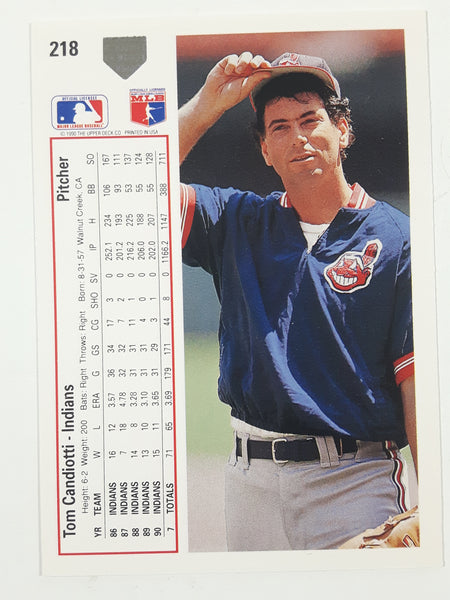 218
OFFICIAL LICENSEE
MAJOR LEAGUE BASEBALL
OFFICIALLY LICENSED
MLB
© 1990 THE UPPER DECK CO. PRINTED IN USA
Tom Candiotti - Indians Pitcher
Height: 6-2 Weight: 200 Bats: Right Throws: Right Born: 8-31-57 Walnut Creek, CA
YR TEAM W L ERA G GS CG SHO SV IP H BB SO
86 INDIANS 16 12 3.57 36 34 17 3 0 252.1 234 106 167
87 INDIANS 7 18 4.78 32 32 7 2 0 201.2 193 93 111
88 INDIANS 14 8 3.28 31 31 11 1 0 216.2 225 53 137
89 INDIANS 13 10 3.10 31 31 4 0 206.0 188 55 124
90 INDIANS 15 11 3.65 31 29 3 1 0 202.0 207 55 128
7 TOTALS 71 65 3.69 179 171 44 8 0 1166.2 1147 388 711